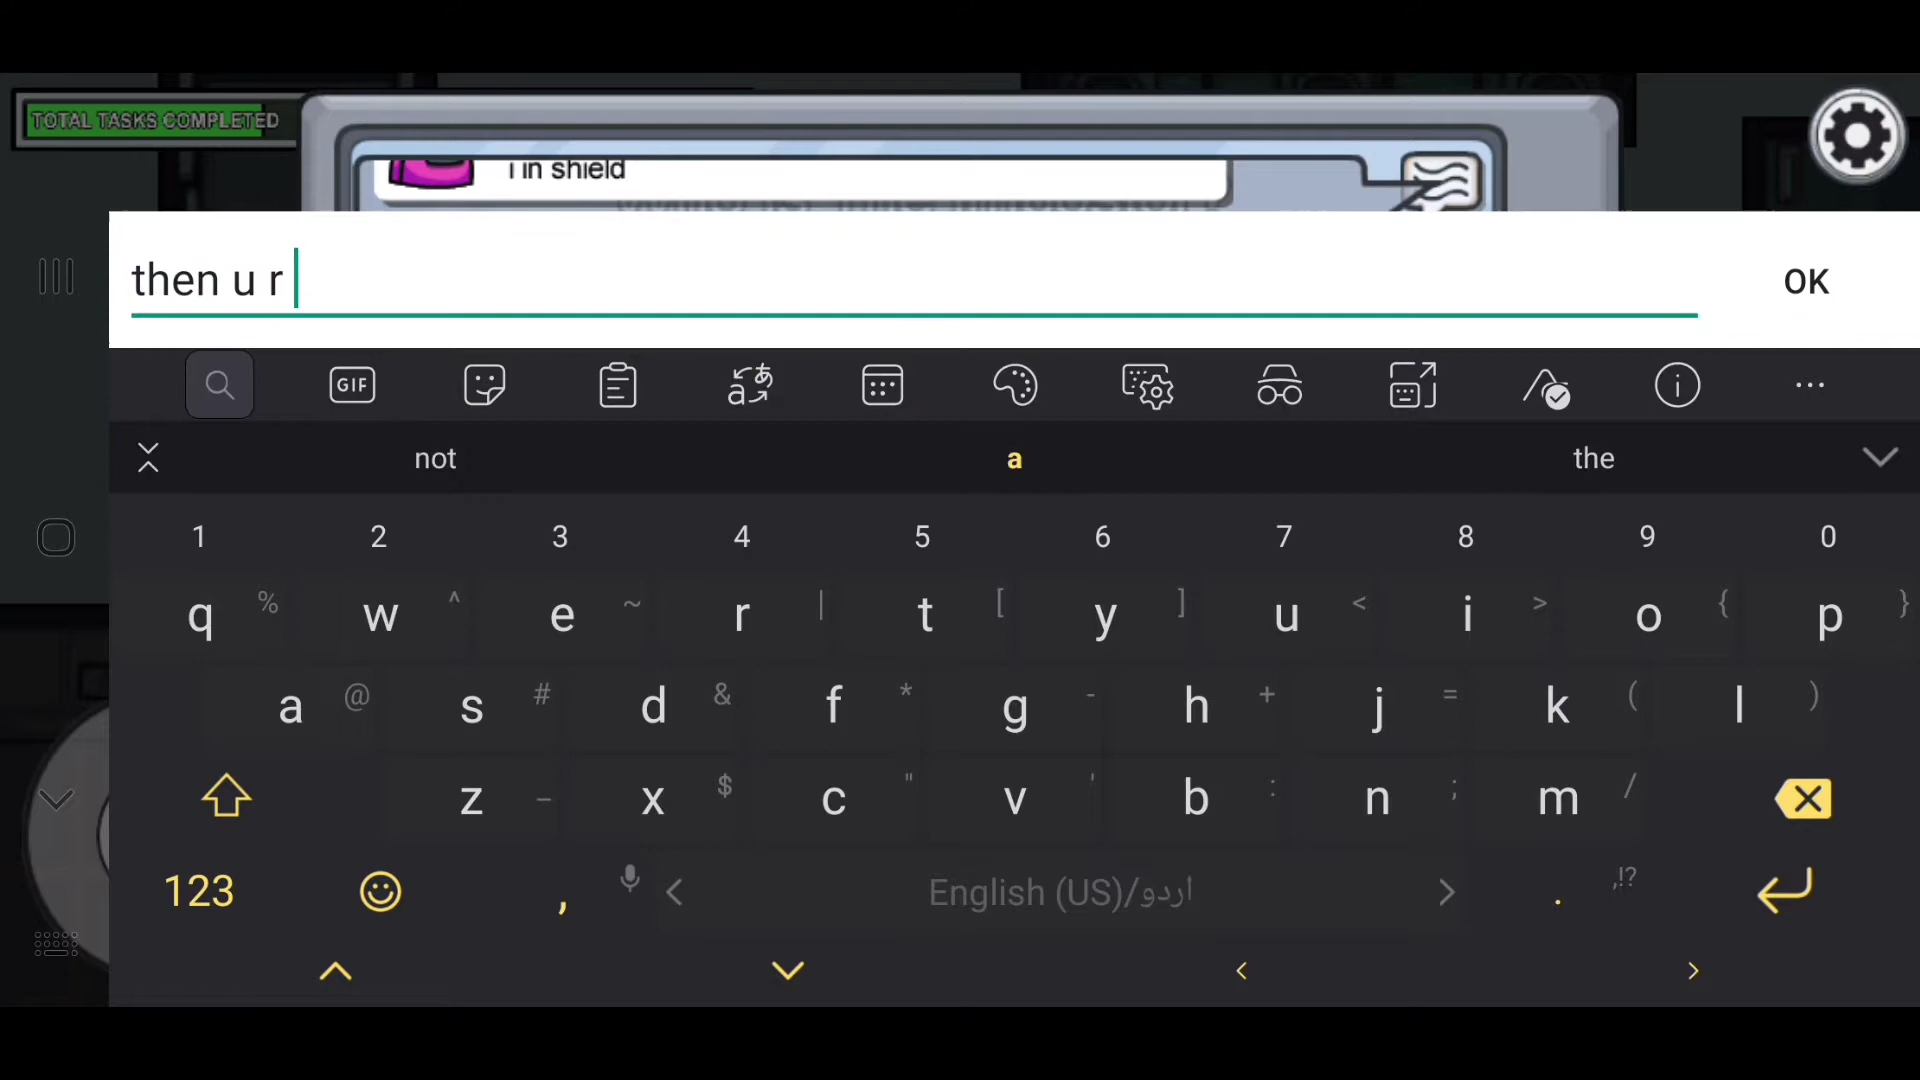 TOTAL TASKS COMPLETED
i in shield
then u r
OK
GIF
not a the
1 2 3 4 5 6 7 8 9 0
q % w ^ e ~ r | t [ y ] u < i > o { p }
a @ s # d & f * g - h + j = k ( l )
z _ x $ c " v ' b : n ; m /
123 , < English (US)/اردو > . ,!?